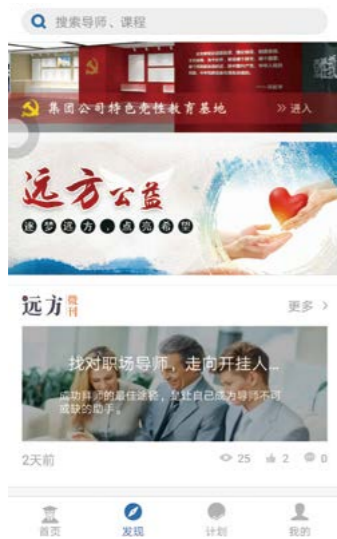 搜索导师、课程
集团公司特色党性教育基地
>> 进入
远方公益
逐梦远方，点亮希望
远方微刊
更多 >
找对职场导师，走向开挂人...
成功拜师的最佳途径，是让自己成为导师不可
或缺的助手。
2天前
25
2
0
首页
发现
计划
我的